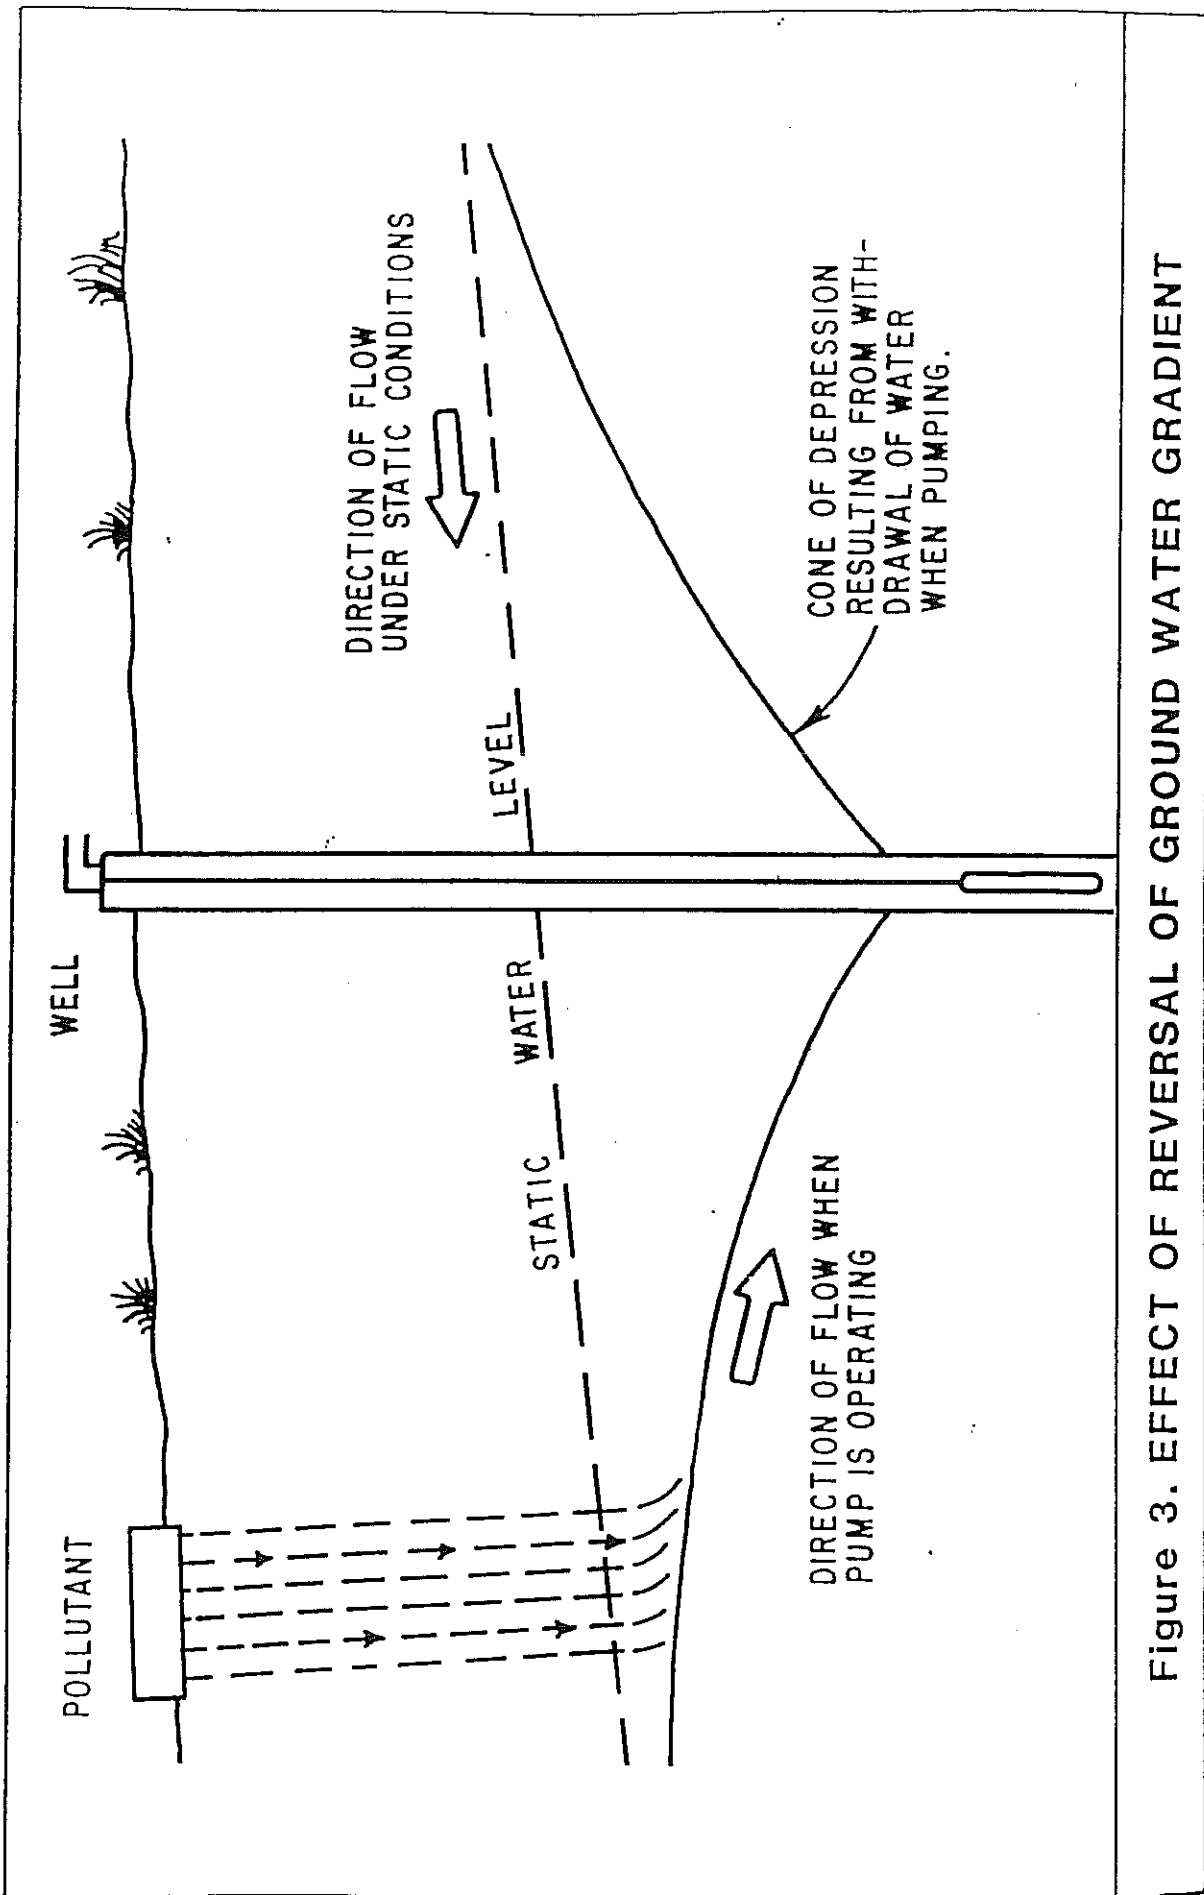 POLLUTANT
WELL
DIRECTION OF FLOW
UNDER STATIC CONDITIONS
STATIC WATER LEVEL
DIRECTION OF FLOW WHEN
PUMP IS OPERATING
CONE OF DEPRESSION
RESULTING FROM WITH-
DRAWAL OF WATER
WHEN PUMPING.
Figure 3. EFFECT OF REVERSAL OF GROUND WATER GRADIENT